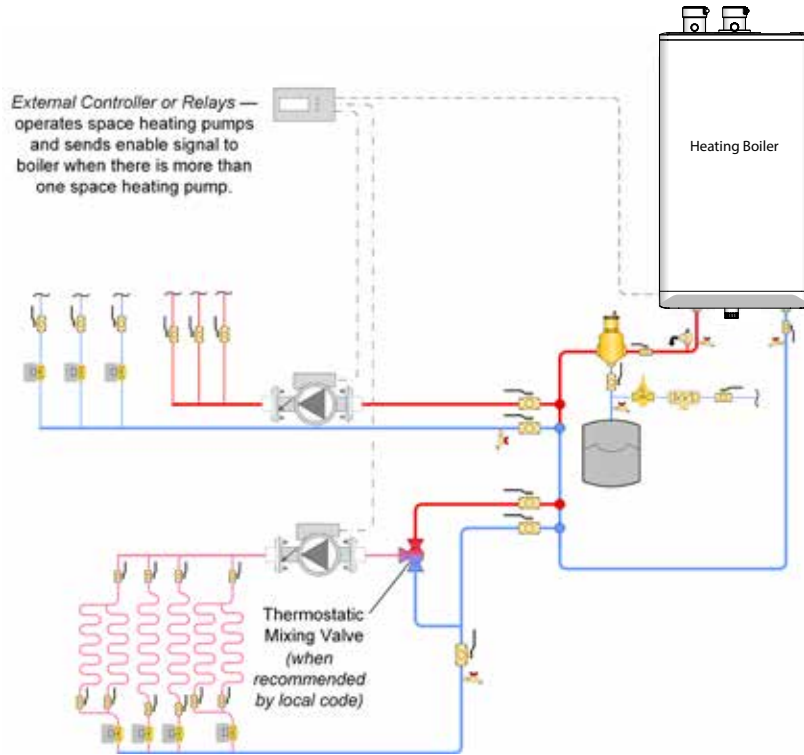 External Controller or Relays —
operates space heating pumps
and sends enable signal to
boiler when there is more than
one space heating pump.
Heating Boiler
Thermostatic
Mixing Valve
(when
recommended
by local code)